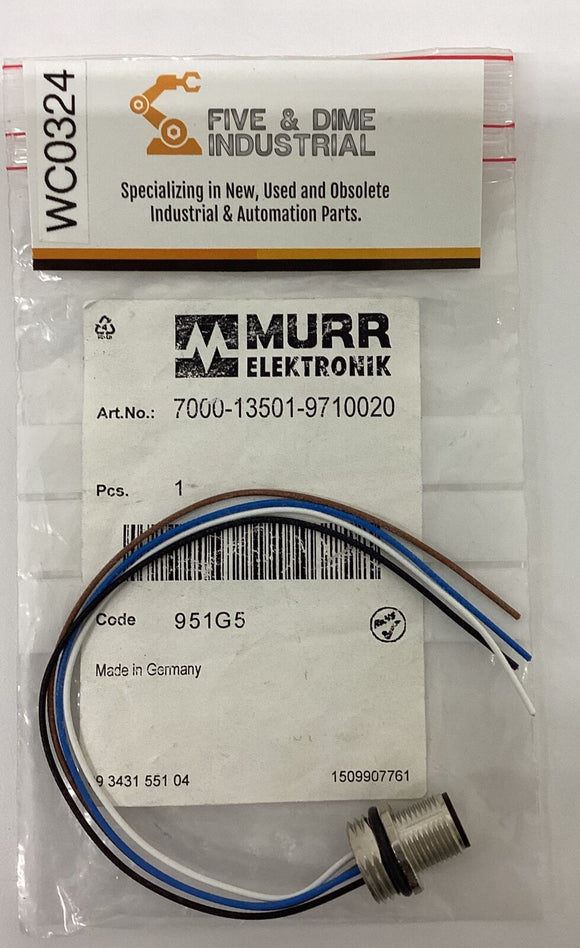 WC0324
FIVE & DIME
INDUSTRIAL
Specializing in New, Used and Obsolete
Industrial & Automation Parts.
MURR
ELEKTRONIK
Art.No.: 7000-13501-9710020
Pcs. 1
Code 951G5
Made in Germany
9 3431 551 04 1509907761